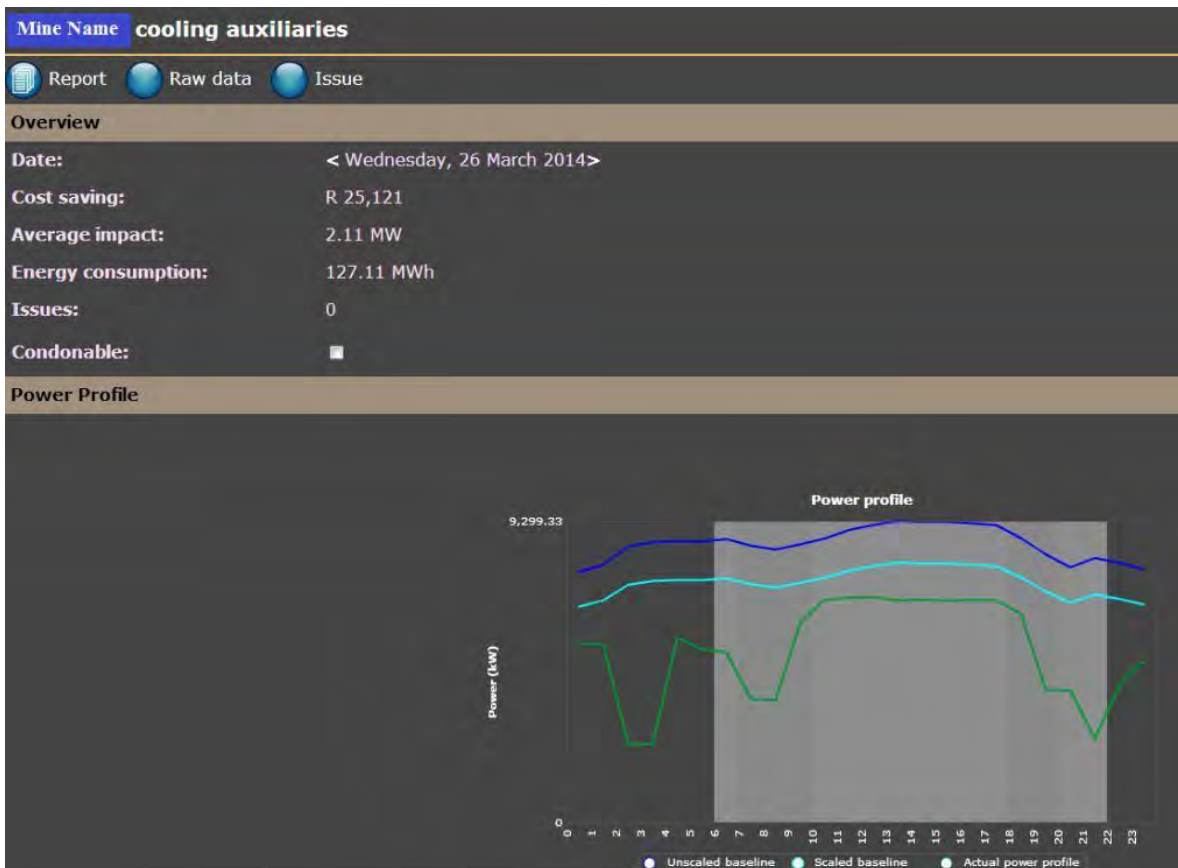 Mine Name cooling auxiliaries
Report Raw data Issue
Overview
Date: < Wednesday, 26 March 2014>
Cost saving: R 25,121
Average impact: 2.11 MW
Energy consumption: 127.11 MWh
Issues: 0
Condonable:
Power Profile
Power profile
9,299.33
Power (kW)
0
0 1 2 3 4 5 6 7 8 9 10 11 12 13 14 15 16 17 18 19 20 21 22 23
Unscaled baseline Scaled baseline Actual power profile